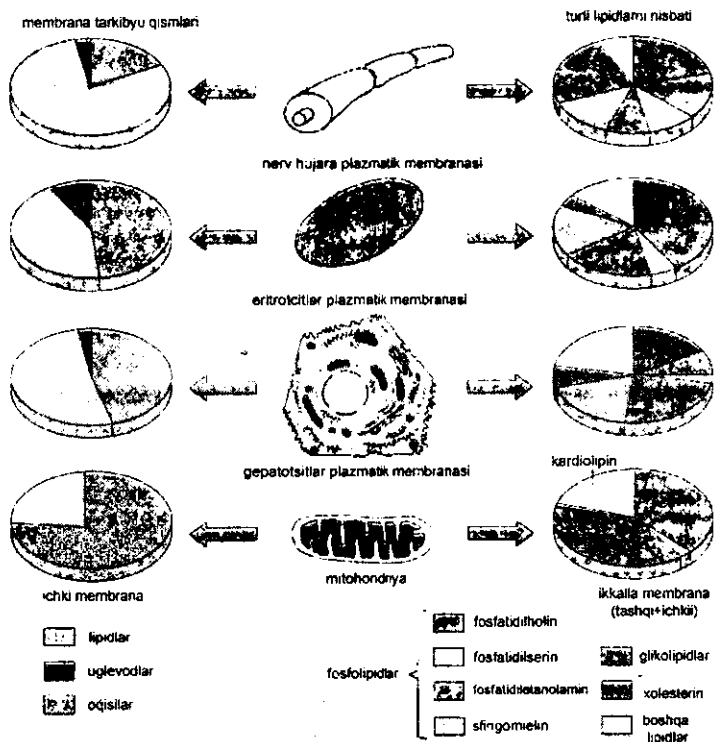 membrana tarkibyu qismlari
turli lipidlarni nisbati
nerv hujara plazmatik membranasi
eritrotcitlar plazmatik membranasi
gepatotsitlar plazmatik membranasi
kardiolipin
mitohondriya
ichki membrana
ikkalla membrana
(tashqi+ichkii)
lipidlar
uglevodlar
oqisilar
fosfolipidlar
fosfatidilholin
fosfatidilserin
fosfatidiletanolamin
sfingomielin
glikolipidlar
xolesterin
boshqa
lipidlar